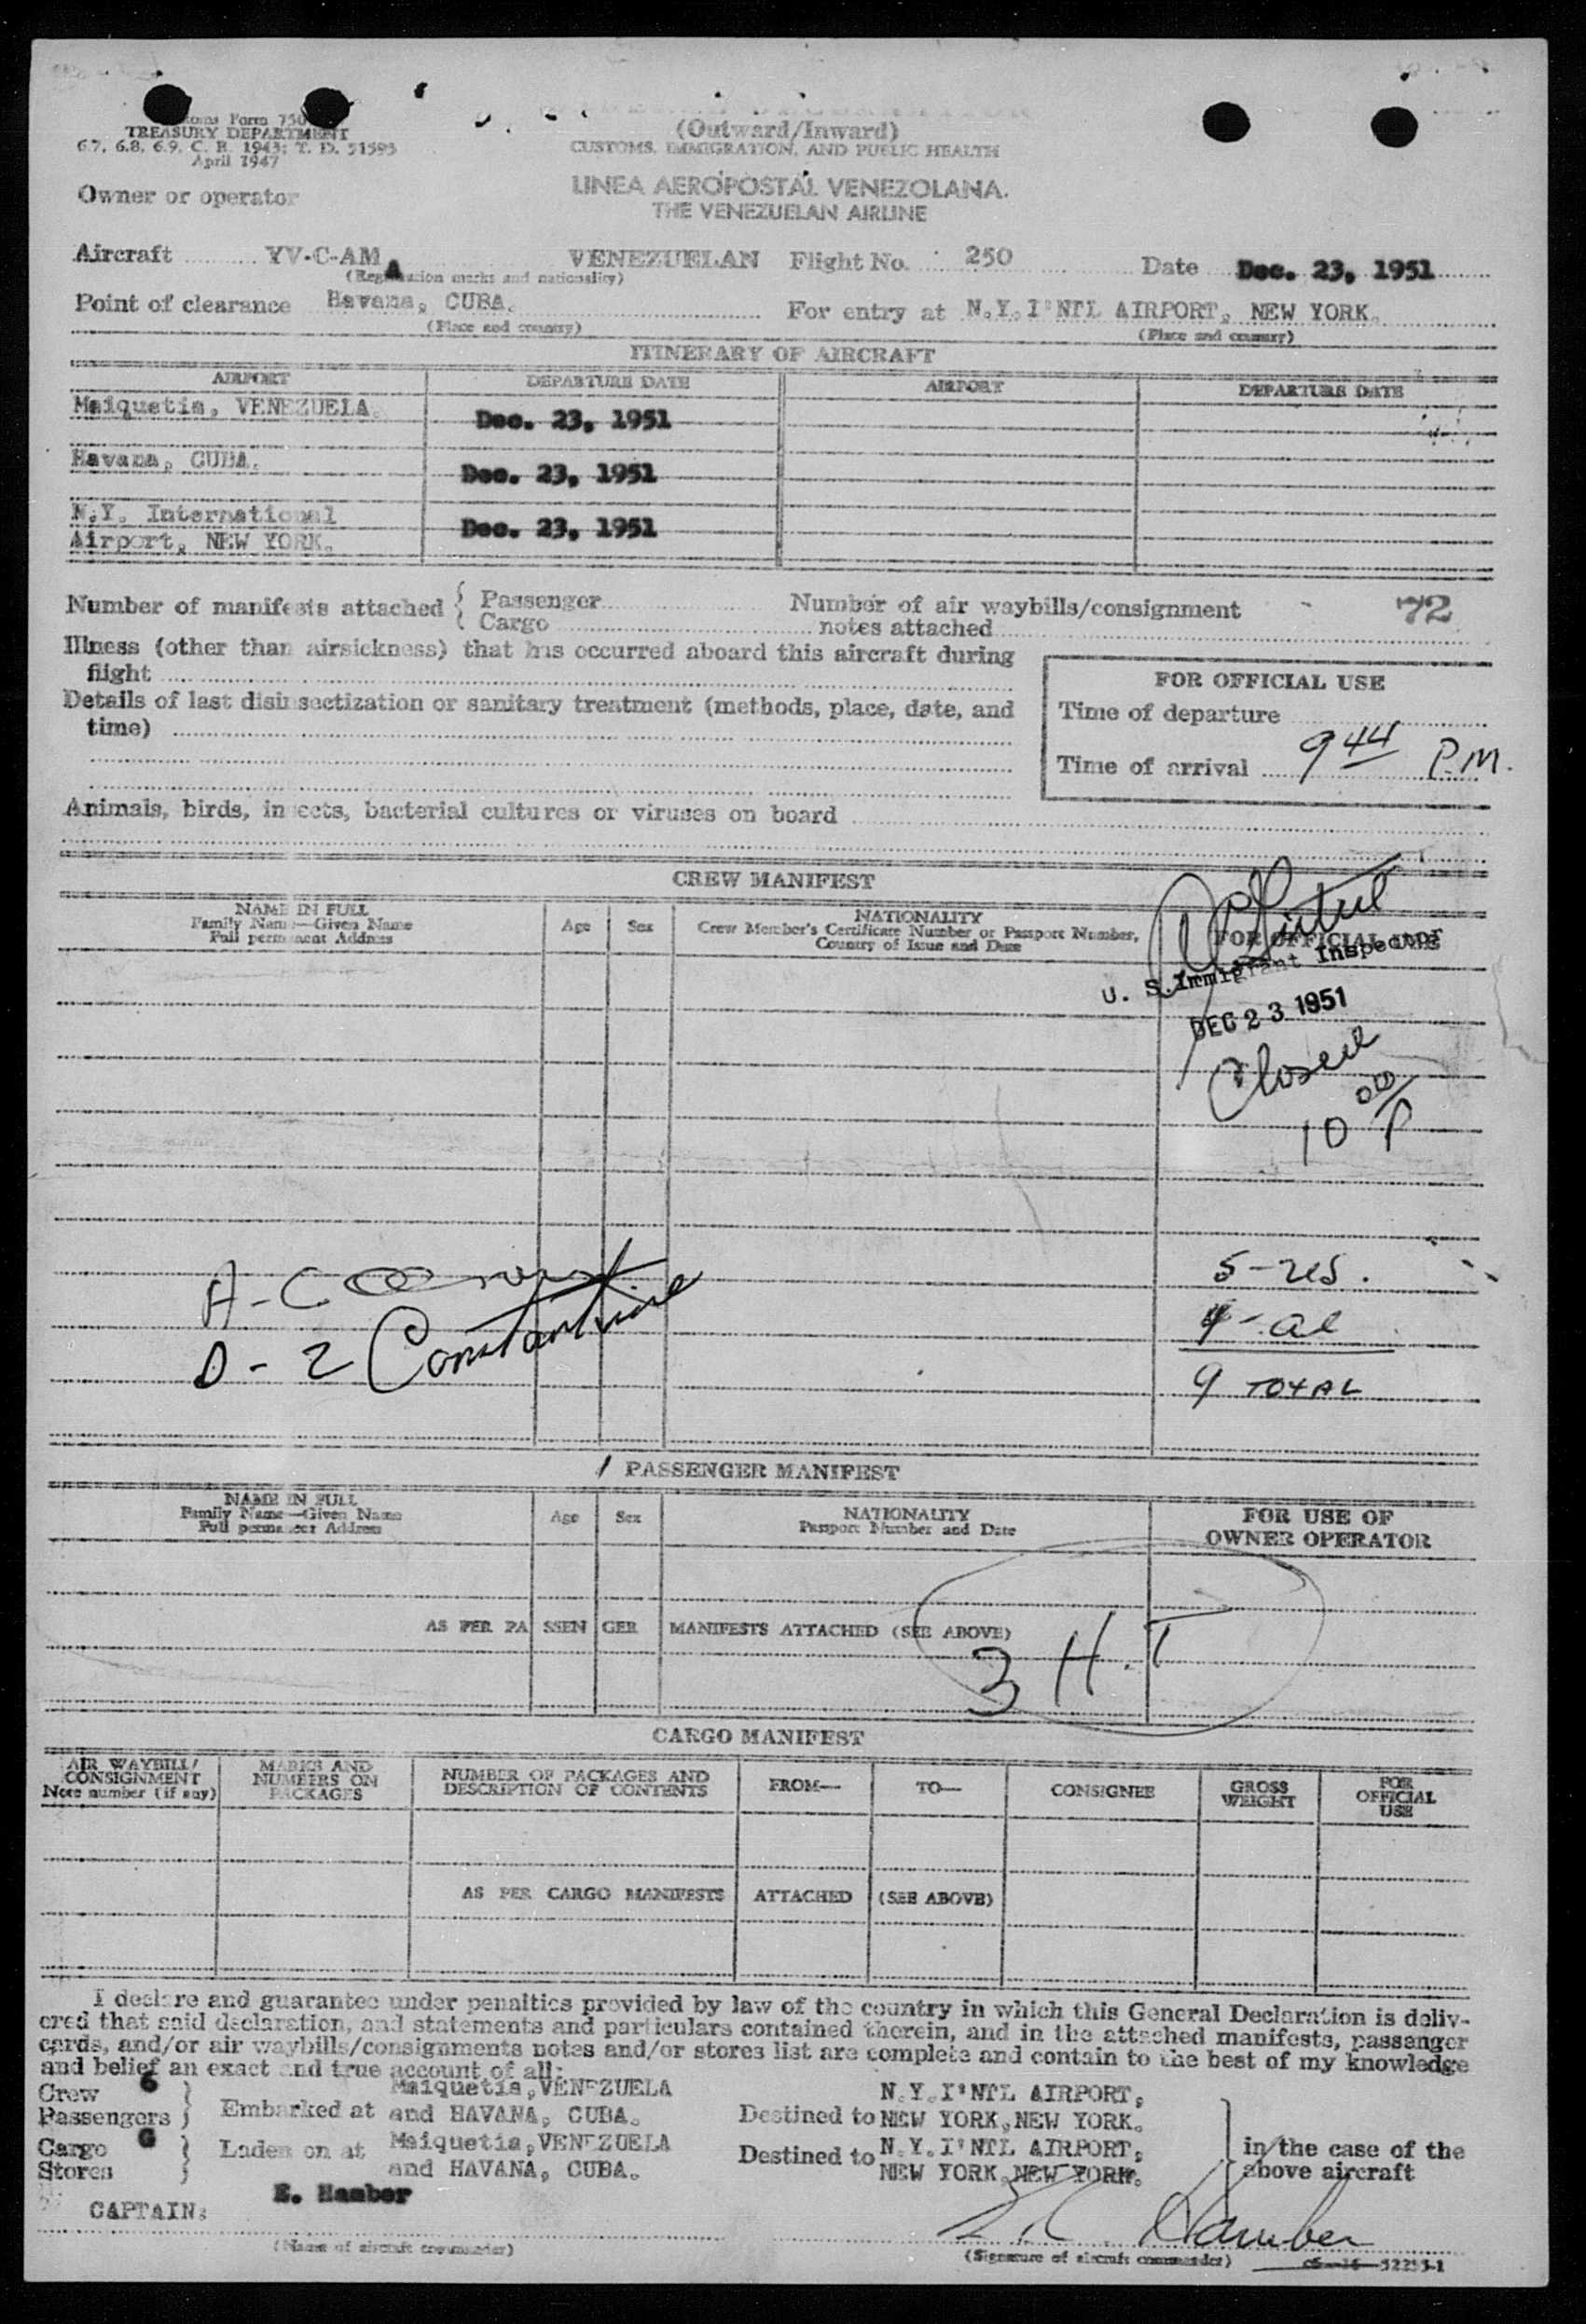 Customs Form 750
TREASURY DEPARTMENT
6.7, 6.8, 6.9, C. R. 1943; T. D. 51595
April 1947
(Outward/Inward)
CUSTOMS, IMMIGRATION, AND PUBLIC HEALTH
Owner or operator
LINEA AEROPOSTAL VENEZOLANA.
THE VENEZUELAN AIRLINE
Aircraft YV-C-AMA VENEZUELAN Flight No. 250 Date Dec. 23, 1951
(Registration marks and nationality)
Point of clearance Havana, CUBA. For entry at N.Y.I'NTL AIRPORT, NEW YORK.
(Place and country) (Place and country)
ITINERARY OF AIRCRAFT
AIRPORT DEPARTURE DATE AIRPORT DEPARTURE DATE
Maiquetia, VENEZUELA. Dec. 23, 1951
Havana, CUBA. Dec. 23, 1951
N.Y. International
Airport, NEW YORK. Dec. 23, 1951
Number of manifests attached { Passenger Number of air waybills/consignment 72
Cargo notes attached
Illness (other than airsickness) that has occurred aboard this aircraft during
flight
FOR OFFICIAL USE
Details of last disinsectization or sanitary treatment (methods, place, date, and
time)
Time of departure
Time of arrival 9 44 P.M.
Animals, birds, insects, bacterial cultures or viruses on board
CREW MANIFEST
NAME IN FULL
Family Name—Given Name
Full permanent Address
Age Sex
NATIONALITY
Crew Member's Certificate Number or Passport Number,
Country of Issue and Date
FOR OFFICIAL USE
U. S. Immigrant Inspector
DEC 23 1951
Closed
10 00/P
5-us.
A-C
4-al
D-2 Constantine
9 TOTAL
PASSENGER MANIFEST
NAME IN FULL
Family Name—Given Name
Full permanent Address
Age Sex
NATIONALITY
Passport Number and Date
FOR USE OF
OWNER OPERATOR
AS PER PASSENGER MANIFESTS ATTACHED (SEE ABOVE)
3 H.T
CARGO MANIFEST
AIR WAYBILL/
CONSIGNMENT
Note number (if any)
MARKS AND
NUMBERS ON
PACKAGES
NUMBER OF PACKAGES AND
DESCRIPTION OF CONTENTS
FROM— TO— CONSIGNEE
GROSS
WEIGHT
FOR
OFFICIAL
USE
AS PER CARGO MANIFESTS ATTACHED (SEE ABOVE)
I declare and guarantee under penalties provided by law of the country in which this General Declaration is deliv-
ered that said declaration, and statements and particulars contained therein, and in the attached manifests, passenger
cards, and/or air waybills/consignments notes and/or stores list are complete and contain to the best of my knowledge
and belief an exact and true account of all:
Crew 6 } Embarked at Maiquetia,VENEZUELA Destined to N.Y.I'NTL AIRPORT,
Passengers and HAVANA, CUBA. NEW YORK,NEW YORK.
Cargo G } Laden on at Maiquetia,VENEZUELA Destined to N.Y.I'NTL AIRPORT, } in the case of the
Stores and HAVANA, CUBA. NEW YORK,NEW YORK. above aircraft
CAPTAIN: E. Hamber
Hamber
(Name of aircraft commander) (Signature of aircraft commander)